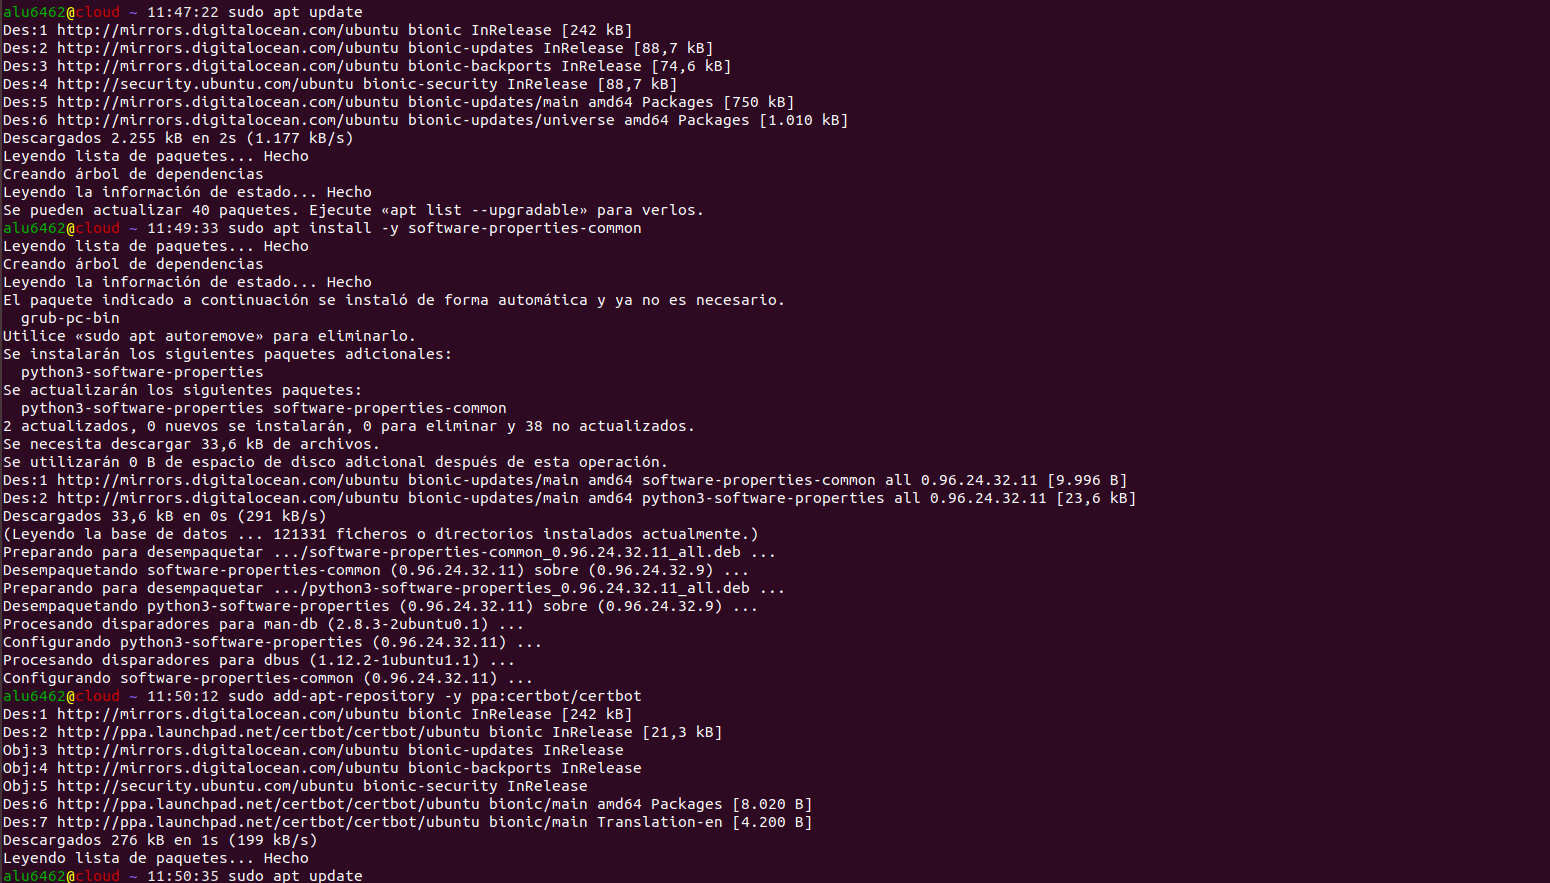 alu6462@cloud ~ 11:47:22 sudo apt update
Des:1 http://mirrors.digitalocean.com/ubuntu bionic InRelease [242 kB]
Des:2 http://mirrors.digitalocean.com/ubuntu bionic-updates InRelease [88,7 kB]
Des:3 http://mirrors.digitalocean.com/ubuntu bionic-backports InRelease [74,6 kB]
Des:4 http://security.ubuntu.com/ubuntu bionic-security InRelease [88,7 kB]
Des:5 http://mirrors.digitalocean.com/ubuntu bionic-updates/main amd64 Packages [750 kB]
Des:6 http://mirrors.digitalocean.com/ubuntu bionic-updates/universe amd64 Packages [1.010 kB]
Descargados 2.255 kB en 2s (1.177 kB/s)
Leyendo lista de paquetes... Hecho
Creando árbol de dependencias
Leyendo la información de estado... Hecho
Se pueden actualizar 40 paquetes. Ejecute «apt list --upgradable» para verlos.
alu6462@cloud ~ 11:49:33 sudo apt install -y software-properties-common
Leyendo lista de paquetes... Hecho
Creando árbol de dependencias
Leyendo la información de estado... Hecho
El paquete indicado a continuación se instaló de forma automática y ya no es necesario.
  grub-pc-bin
Utilice «sudo apt autoremove» para eliminarlo.
Se instalarán los siguientes paquetes adicionales:
  python3-software-properties
Se actualizarán los siguientes paquetes:
  python3-software-properties software-properties-common
2 actualizados, 0 nuevos se instalarán, 0 para eliminar y 38 no actualizados.
Se necesita descargar 33,6 kB de archivos.
Se utilizarán 0 B de espacio de disco adicional después de esta operación.
Des:1 http://mirrors.digitalocean.com/ubuntu bionic-updates/main amd64 software-properties-common all 0.96.24.32.11 [9.996 B]
Des:2 http://mirrors.digitalocean.com/ubuntu bionic-updates/main amd64 python3-software-properties all 0.96.24.32.11 [23,6 kB]
Descargados 33,6 kB en 0s (291 kB/s)
(Leyendo la base de datos ... 121331 ficheros o directorios instalados actualmente.)
Preparando para desempaquetar .../software-properties-common_0.96.24.32.11_all.deb ...
Desempaquetando software-properties-common (0.96.24.32.11) sobre (0.96.24.32.9) ...
Preparando para desempaquetar .../python3-software-properties_0.96.24.32.11_all.deb ...
Desempaquetando python3-software-properties (0.96.24.32.11) sobre (0.96.24.32.9) ...
Procesando disparadores para man-db (2.8.3-2ubuntu0.1) ...
Configurando python3-software-properties (0.96.24.32.11) ...
Procesando disparadores para dbus (1.12.2-1ubuntu1.1) ...
Configurando software-properties-common (0.96.24.32.11) ...
alu6462@cloud ~ 11:50:12 sudo add-apt-repository -y ppa:certbot/certbot
Des:1 http://mirrors.digitalocean.com/ubuntu bionic InRelease [242 kB]
Des:2 http://ppa.launchpad.net/certbot/certbot/ubuntu bionic InRelease [21,3 kB]
Obj:3 http://mirrors.digitalocean.com/ubuntu bionic-updates InRelease
Obj:4 http://mirrors.digitalocean.com/ubuntu bionic-backports InRelease
Obj:5 http://security.ubuntu.com/ubuntu bionic-security InRelease
Des:6 http://ppa.launchpad.net/certbot/certbot/ubuntu bionic/main amd64 Packages [8.020 B]
Des:7 http://ppa.launchpad.net/certbot/certbot/ubuntu bionic/main Translation-en [4.200 B]
Descargados 276 kB en 1s (199 kB/s)
Leyendo lista de paquetes... Hecho
alu6462@cloud ~ 11:50:35 sudo apt update